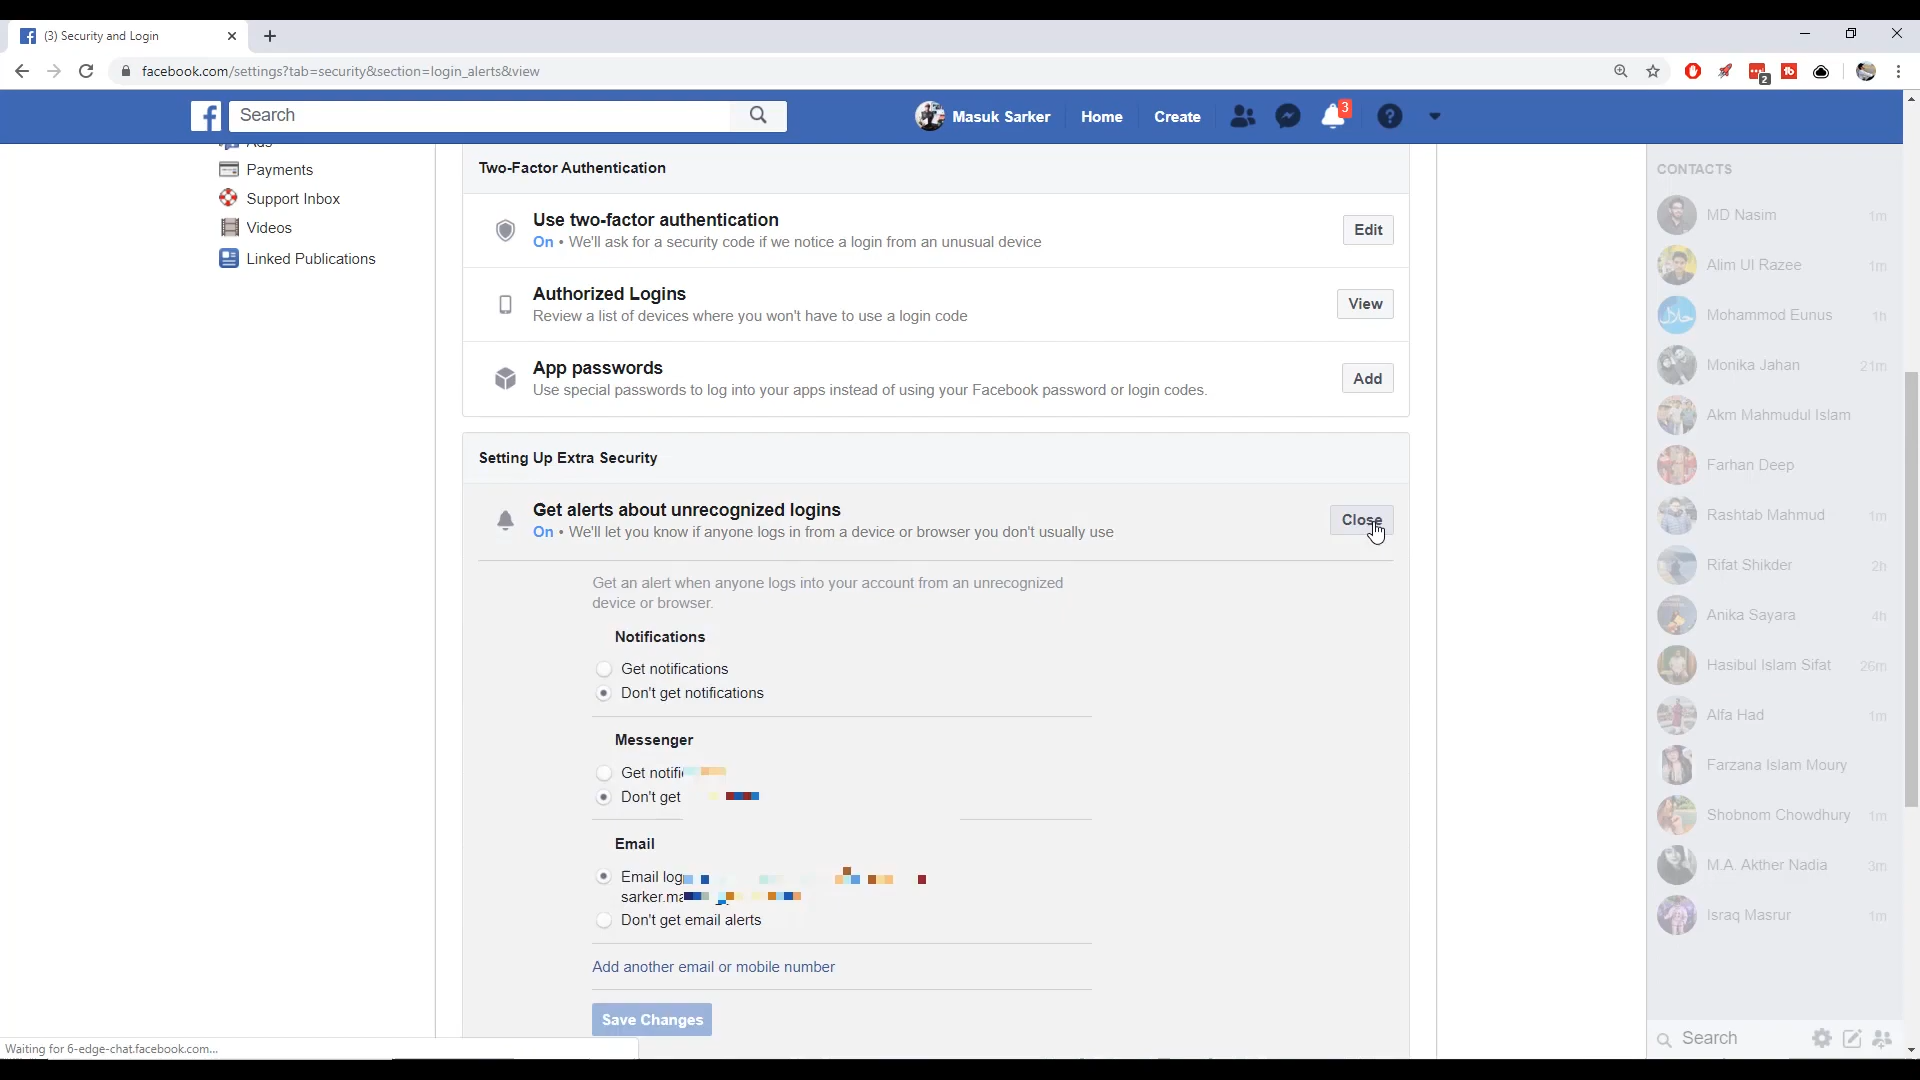 (3) Security and Login
facebook.com/settings?tab=security&section=login_alerts&view
2
Search
Masuk Sarker
Home
Create
3
Ads
Payments
Support Inbox
Videos
Linked Publications
Two-Factor Authentication
Use two-factor authentication
On • We'll ask for a security code if we notice a login from an unusual device
Edit
Authorized Logins
Review a list of devices where you won't have to use a login code
View
App passwords
Use special passwords to log into your apps instead of using your Facebook password or login codes.
Add
Setting Up Extra Security
Get alerts about unrecognized logins
On • We'll let you know if anyone logs in from a device or browser you don't usually use
Close
Get an alert when anyone logs into your account from an unrecognized
device or browser.
Notifications
Get notifications
Don't get notifications
Messenger
Get notifi
Don't get
Email
Email log
sarker.ma
Don't get email alerts
Add another email or mobile number
Save Changes
Waiting for 6-edge-chat.facebook.com...
CONTACTS
MD Nasim 1m
Alim Ul Razee 1m
Mohammod Eunus 1h
Monika Jahan 21m
Akm Mahmudul Islam
Farhan Deep
Rashtab Mahmud 1m
Rifat Shikder 2h
Anika Sayara 4h
Hasibul Islam Sifat 26m
Alfa Had 1m
Farzana Islam Moury
Shobnom Chowdhury 1m
M.A. Akther Nadia 3m
Israq Masrur 1m
Search